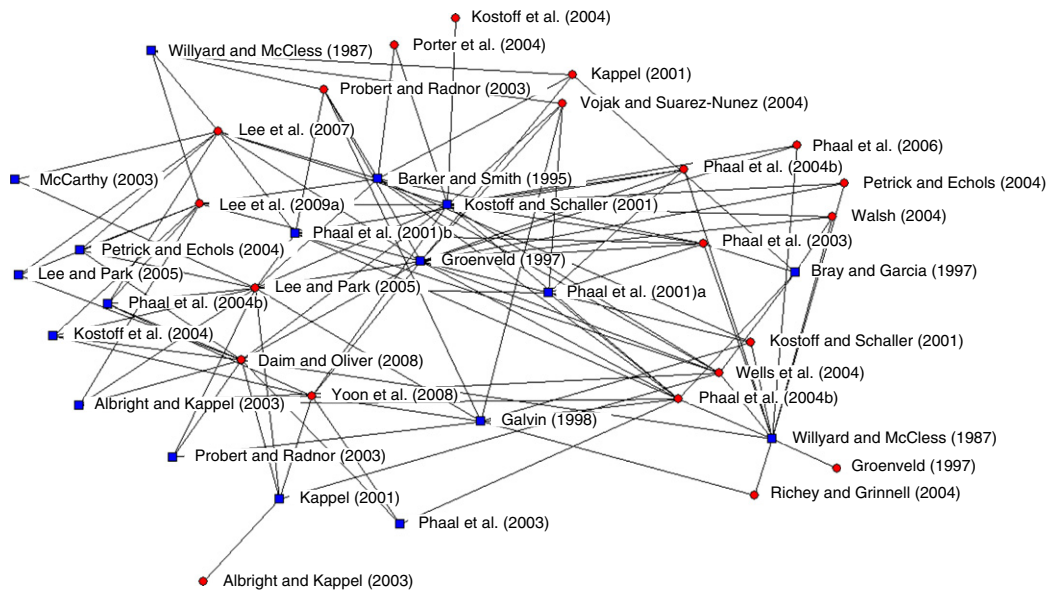 Kostoff et al. (2004)
Porter et al. (2004)
Willyard and McCless (1987)
Kappel (2001)
Probert and Radnor (2003)
Vojak and Suarez-Nunez (2004)
Lee et al. (2007)
Phaal et al. (2006)
Phaal et al. (2004b)
McCarthy (2003)
Barker and Smith (1995)
Petrick and Echols (2004)
Lee et al. (2009a)
Kostoff and Schaller (2001)
Walsh (2004)
Phaal et al. (2001)b
Phaal et al. (2003)
Petrick and Echols (2004)
Groenveld (1997)
Bray and Garcia (1997)
Lee and Park (2005)
Lee and Park (2005)
Phaal et al. (2001)a
Phaal et al. (2004b)
Kostoff et al. (2004)
Kostoff and Schaller (2001)
Daim and Oliver (2008)
Wells et al. (2004)
Albright and Kappel (2003)
Yoon et al. (2008)
Phaal et al. (2004b)
Galvin (1998)
Willyard and McCless (1987)
Probert and Radnor (2003)
Groenveld (1997)
Kappel (2001)
Richey and Grinnell (2004)
Phaal et al. (2003)
Albright and Kappel (2003)